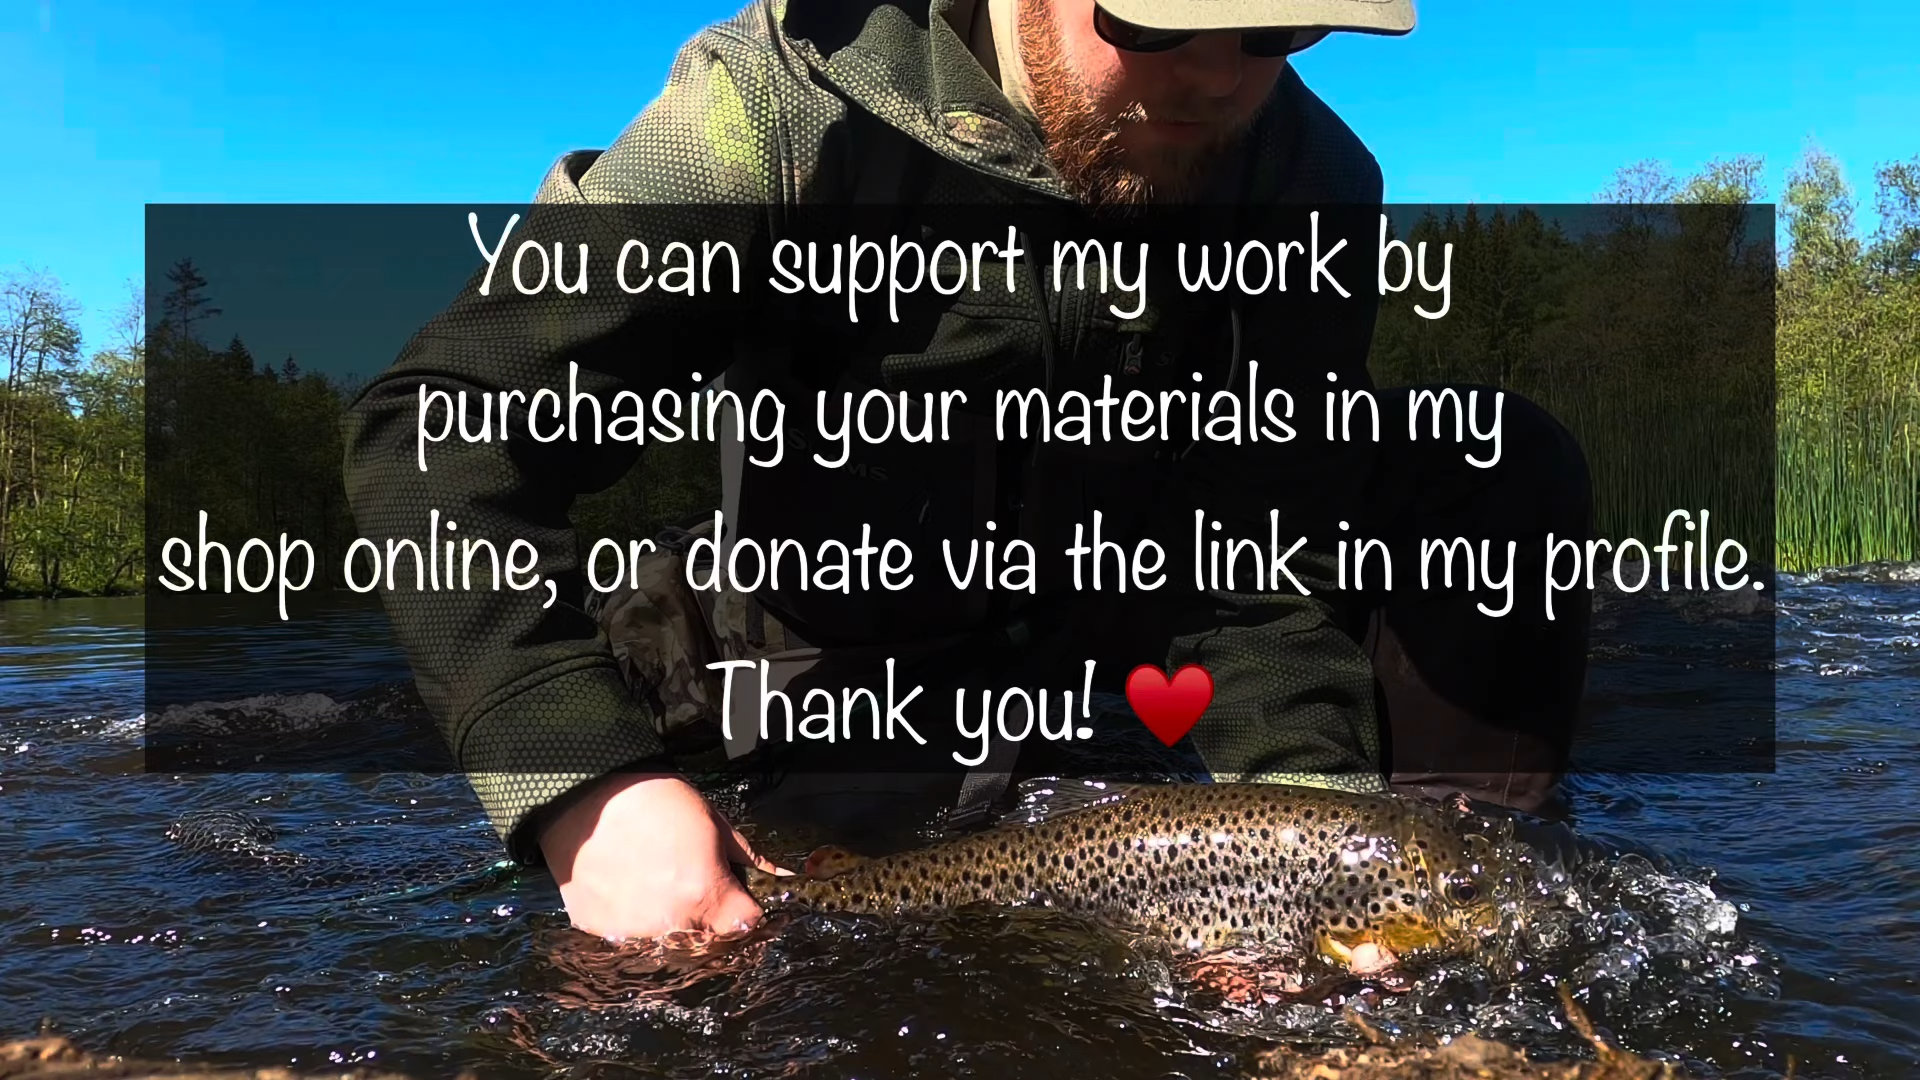 You can support my work by
purchasing your materials in my
shop online, or donate via the link in my profile.
Thank you! ♥️